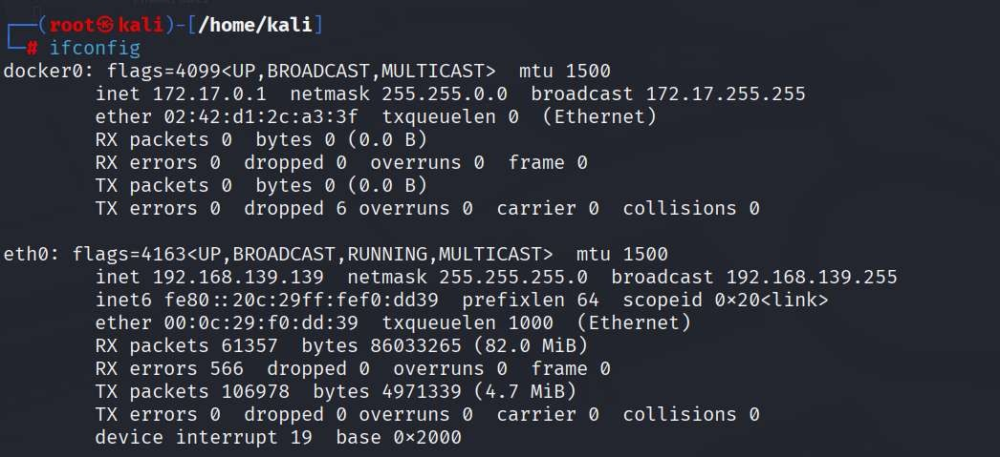 ┌──(root㉿kali)-[/home/kali]
└─# ifconfig
docker0: flags=4099<UP,BROADCAST,MULTICAST>  mtu 1500
        inet 172.17.0.1  netmask 255.255.0.0  broadcast 172.17.255.255
        ether 02:42:d1:2c:a3:3f  txqueuelen 0  (Ethernet)
        RX packets 0  bytes 0 (0.0 B)
        RX errors 0  dropped 0  overruns 0  frame 0
        TX packets 0  bytes 0 (0.0 B)
        TX errors 0  dropped 6 overruns 0  carrier 0  collisions 0

eth0: flags=4163<UP,BROADCAST,RUNNING,MULTICAST>  mtu 1500
        inet 192.168.139.139  netmask 255.255.255.0  broadcast 192.168.139.255
        inet6 fe80::20c:29ff:fef0:dd39  prefixlen 64  scopeid 0×20<link>
        ether 00:0c:29:f0:dd:39  txqueuelen 1000  (Ethernet)
        RX packets 61357  bytes 86033265 (82.0 MiB)
        RX errors 566  dropped 0  overruns 0  frame 0
        TX packets 106978  bytes 4971339 (4.7 MiB)
        TX errors 0  dropped 0 overruns 0  carrier 0  collisions 0
        device interrupt 19  base 0×2000